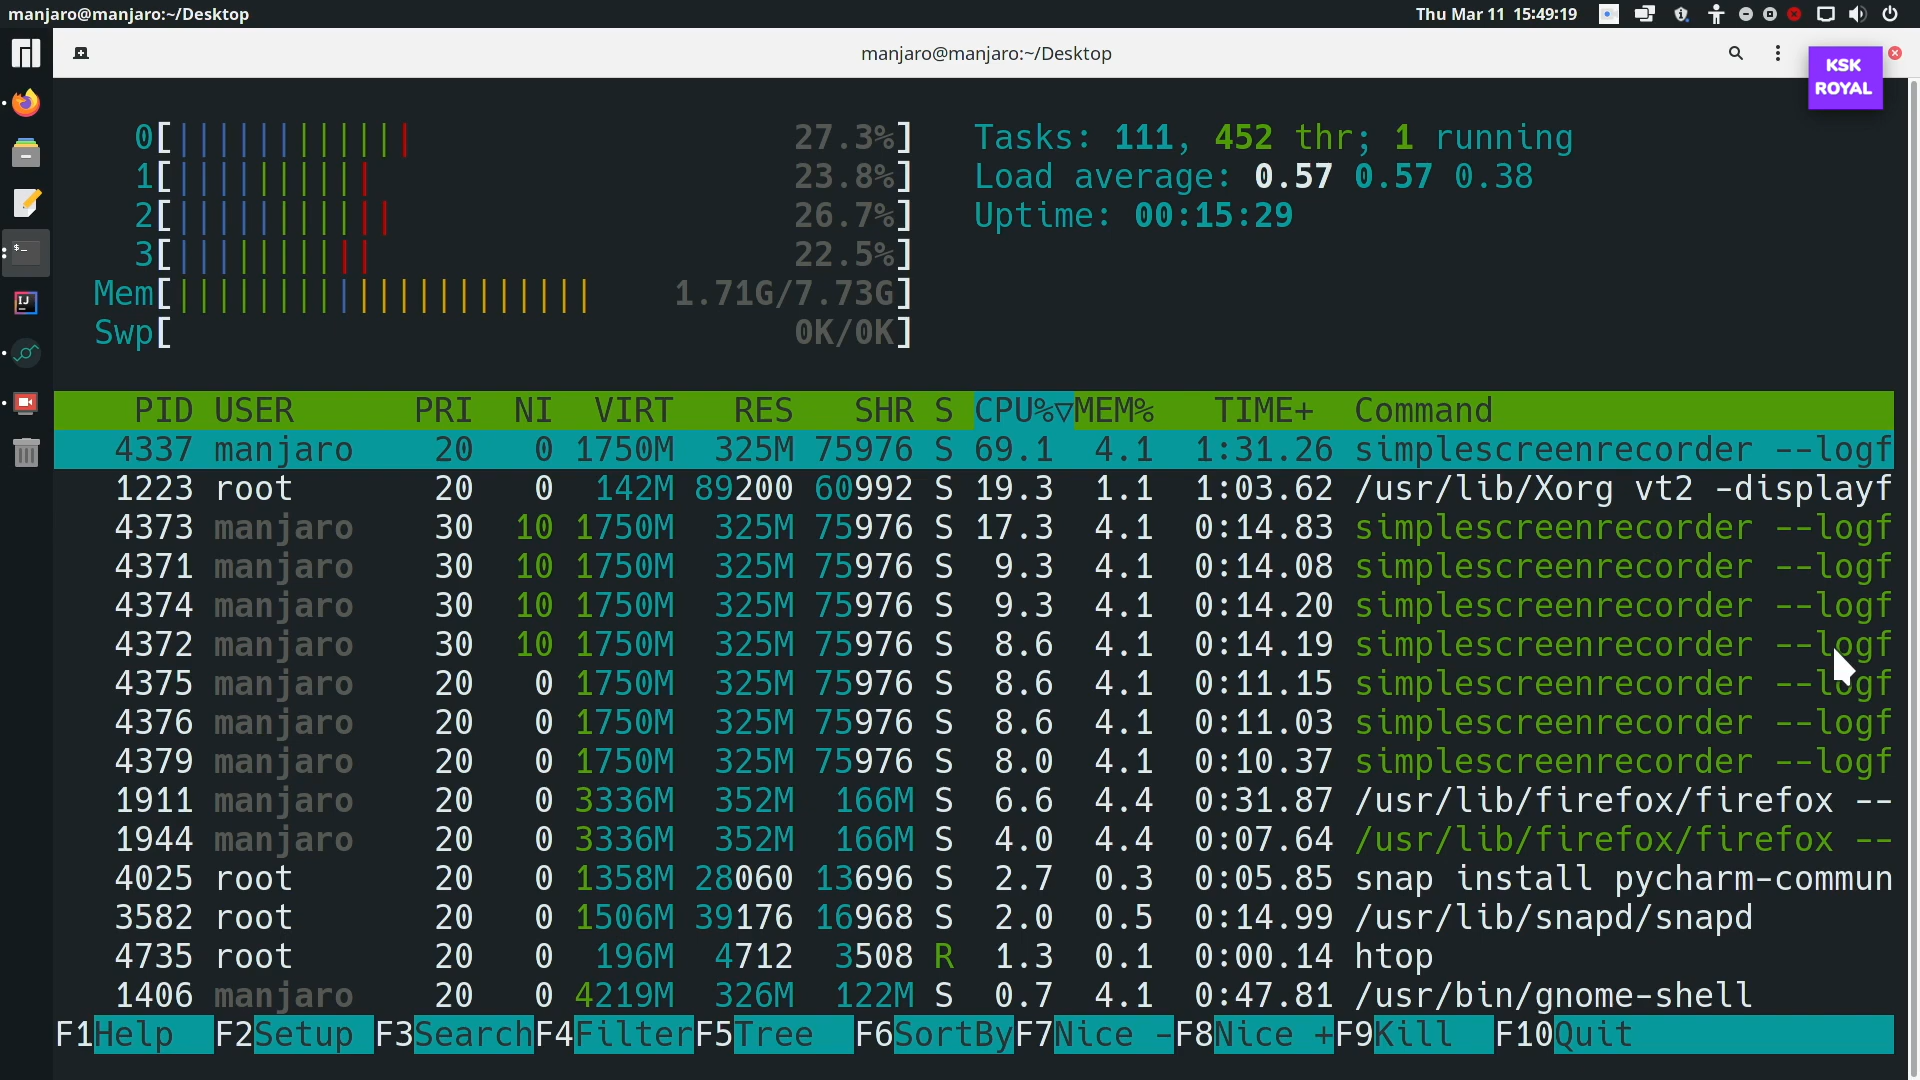 manjaro@manjaro:~/Desktop
Thu Mar 11 15:49:19
manjaro@manjaro:~/Desktop
KSK
ROYAL
0[||||||||||||27.3%] Tasks: 111, 452 thr; 1 running
1[||||||||||23.8%] Load average: 0.57 0.57 0.38
2[|||||||||||26.7%] Uptime: 00:15:29
3[||||||||||22.5%]
Mem[|||||||||||||||||||||1.71G/7.73G]
Swp[0K/0K]
PID USER PRI NI VIRT RES SHR S CPU%▽MEM% TIME+ Command
4337 manjaro 20 0 1750M 325M 75976 S 69.1 4.1 1:31.26 simplescreenrecorder --logf
1223 root 20 0 142M 89200 60992 S 19.3 1.1 1:03.62 /usr/lib/Xorg vt2 -displayf
4373 manjaro 30 10 1750M 325M 75976 S 17.3 4.1 0:14.83 simplescreenrecorder --logf
4371 manjaro 30 10 1750M 325M 75976 S 9.3 4.1 0:14.08 simplescreenrecorder --logf
4374 manjaro 30 10 1750M 325M 75976 S 9.3 4.1 0:14.20 simplescreenrecorder --logf
4372 manjaro 30 10 1750M 325M 75976 S 8.6 4.1 0:14.19 simplescreenrecorder --logf
4375 manjaro 20 0 1750M 325M 75976 S 8.6 4.1 0:11.15 simplescreenrecorder --logf
4376 manjaro 20 0 1750M 325M 75976 S 8.6 4.1 0:11.03 simplescreenrecorder --logf
4379 manjaro 20 0 1750M 325M 75976 S 8.0 4.1 0:10.37 simplescreenrecorder --logf
1911 manjaro 20 0 3336M 352M 166M S 6.6 4.4 0:31.87 /usr/lib/firefox/firefox --
1944 manjaro 20 0 3336M 352M 166M S 4.0 4.4 0:07.64 /usr/lib/firefox/firefox --
4025 root 20 0 1358M 28060 13696 S 2.7 0.3 0:05.85 snap install pycharm-commun
3582 root 20 0 1506M 39176 16968 S 2.0 0.5 0:14.99 /usr/lib/snapd/snapd
4735 root 20 0 196M 4712 3508 R 1.3 0.1 0:00.14 htop
1406 manjaro 20 0 4219M 326M 122M S 0.7 4.1 0:47.81 /usr/bin/gnome-shell
F1Help F2Setup F3SearchF4FilterF5Tree F6SortByF7Nice -F8Nice +F9Kill F10Quit